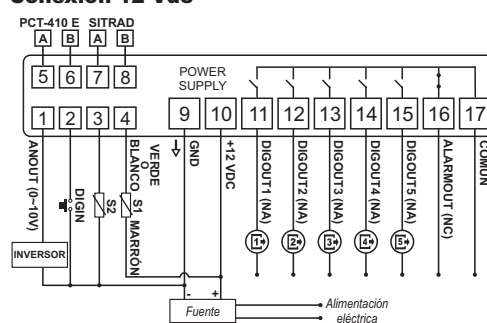 Conexión 12 Vdc
PCT-410 E SITRAD
A B A B
5 6 7 8
POWER
SUPPLY
1 2 3 4 9 10 11 12 13 14 15 16 17
ANOUT (0~10V)
DIGIN
S2
S1
VERDE
O
BLANCO
MARRÓN
GND
+12 VDC
DIGOUT1 (NA)
DIGOUT2 (NA)
DIGOUT3 (NA)
DIGOUT4 (NA)
DIGOUT5 (NA)
ALARMOUT (NC)
COMUN
1 2 3 4 5
INVERSOR
- +
Fuente
Alimentación
eléctrica